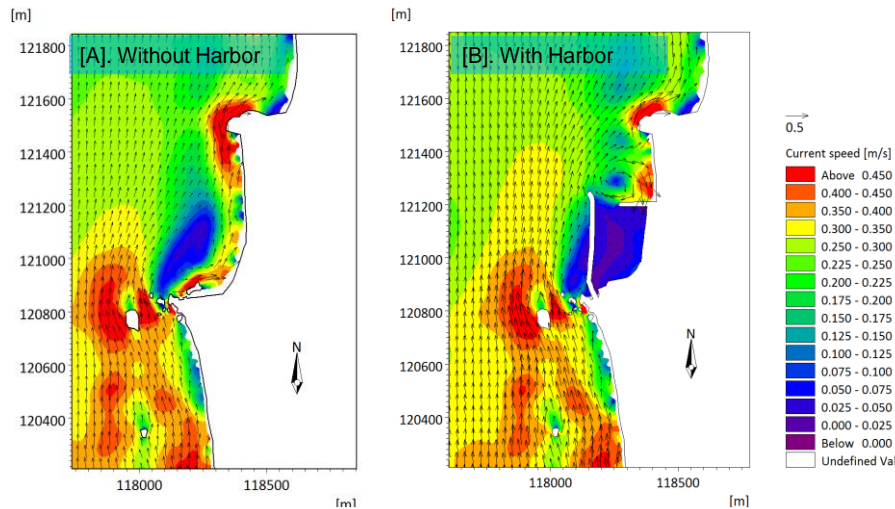 [m]
[A]. Without Harbor
121800
121600
121400
121200
121000
120800
120600
120400
N
118000
118500
[m]
[m]
[B]. With Harbor
121800
121600
121400
121200
121000
120800
120600
120400
N
118000
118500
[m]
0.5
Current speed [m/s]
Above 0.450
0.400 - 0.450
0.350 - 0.400
0.300 - 0.350
0.250 - 0.300
0.225 - 0.250
0.200 - 0.225
0.175 - 0.200
0.150 - 0.175
0.125 - 0.150
0.100 - 0.125
0.075 - 0.100
0.050 - 0.075
0.025 - 0.050
0.000 - 0.025
Below 0.000
Undefined Val